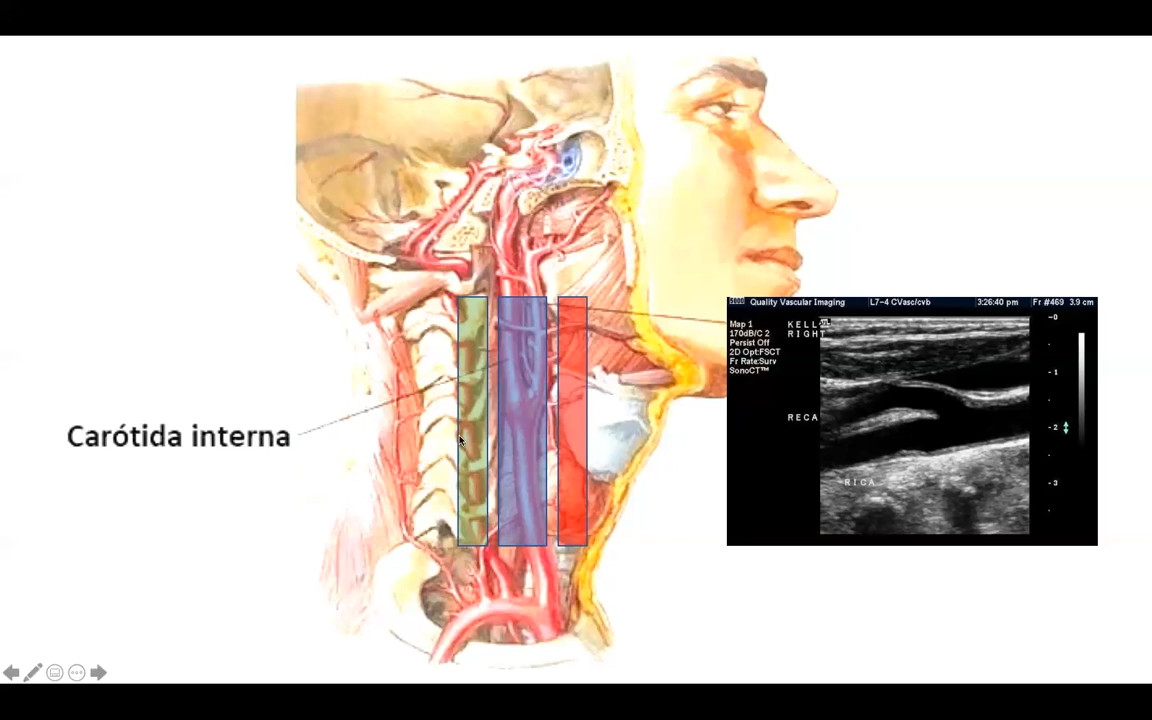 Carótida interna
Quality Vascular Imaging L7-4 CVasc/cvb 3:26:40 pm Fr #469 3.9 cm
Map 1
170dB/C 2
Persist Off
2D Opt:FSCT
Fr Rate:Surv
SonoCT™
KELL
RIGHT
RECA
RICA
-0
-1
-2
-3